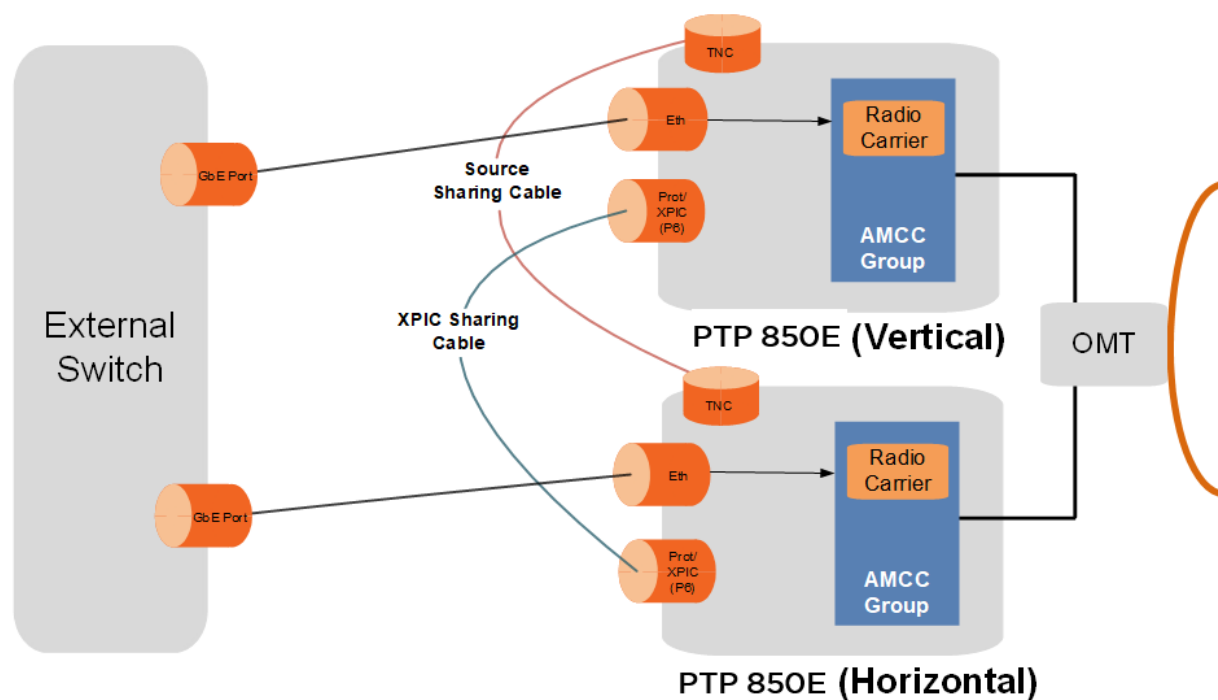 TNC
Eth
Radio
Carrier
GbE Port
Source
Sharing Cable
Prot/
XPIC
(P6)
AMCC
Group
External
Switch
XPIC Sharing
Cable
PTP 850E (Vertical)
OMT
TNC
Eth
Radio
Carrier
GbE Port
Prot/
XPIC
(P6)
AMCC
Group
PTP 850E (Horizontal)